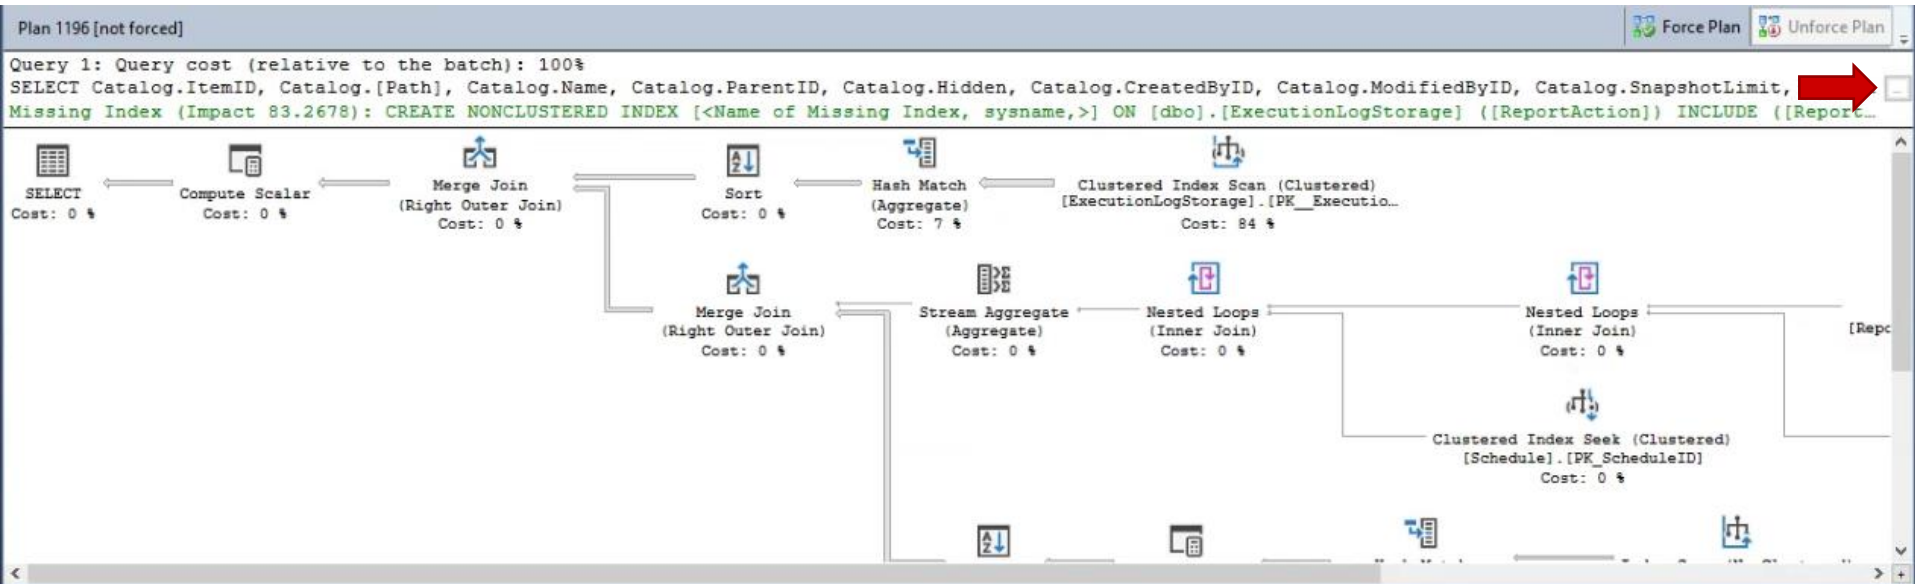 Plan 1196 [not forced]
Force Plan
Unforce Plan
Query 1: Query cost (relative to the batch): 100%
SELECT Catalog.ItemID, Catalog.[Path], Catalog.Name, Catalog.ParentID, Catalog.Hidden, Catalog.CreatedByID, Catalog.ModifiedByID, Catalog.SnapshotLimit,
...
Missing Index (Impact 83.2678): CREATE NONCLUSTERED INDEX [<Name of Missing Index, sysname,>] ON [dbo].[ExecutionLogStorage] ([ReportAction]) INCLUDE ([Report…
SELECT
Cost: 0 %
Compute Scalar
Cost: 0 %
Merge Join
(Right Outer Join)
Cost: 0 %
Sort
Cost: 0 %
Hash Match
(Aggregate)
Cost: 7 %
Clustered Index Scan (Clustered)
[ExecutionLogStorage].[PK__Executio…
Cost: 84 %
Merge Join
(Right Outer Join)
Cost: 0 %
Stream Aggregate
(Aggregate)
Cost: 0 %
Nested Loops
(Inner Join)
Cost: 0 %
Nested Loops
(Inner Join)
Cost: 0 %
[Repo
Clustered Index Seek (Clustered)
[Schedule].[PK_ScheduleID]
Cost: 0 %